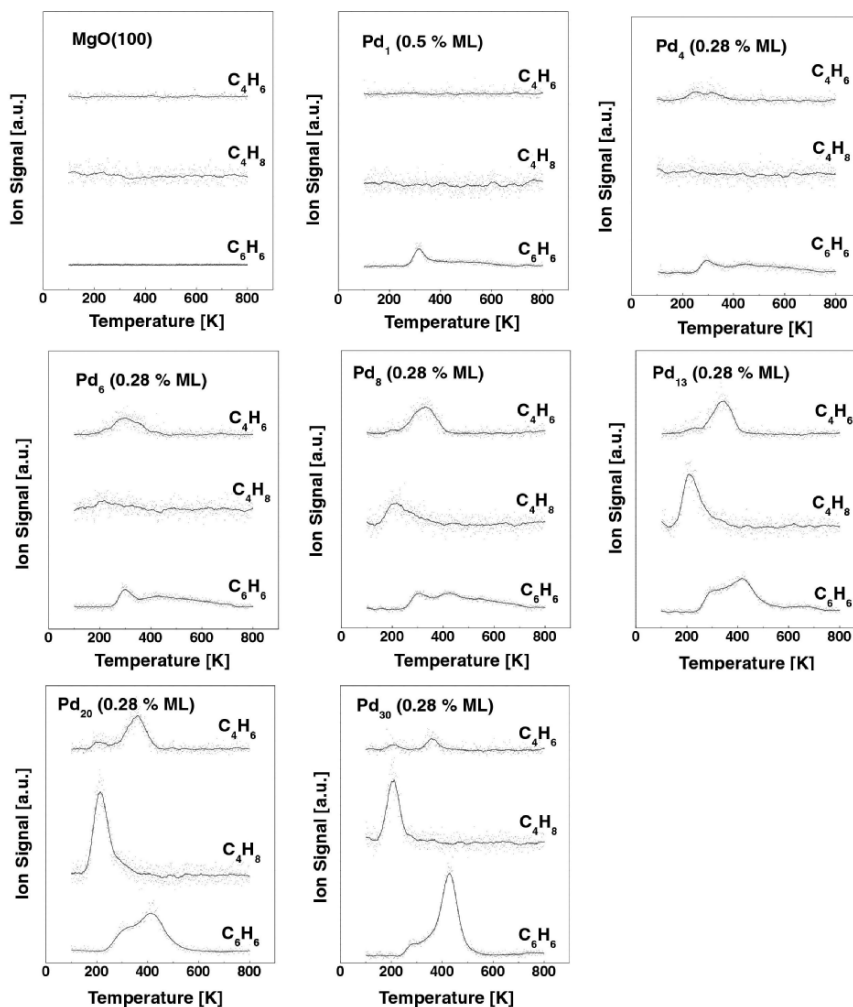 MgO(100)
C4H6
C4H8
C6H6
Ion Signal [a.u.]
0 200 400 600 800
Temperature [K]
Pd1 (0.5 % ML)
C4H6
C4H8
C6H6
Ion Signal [a.u.]
0 200 400 600 800
Temperature [K]
Pd4 (0.28 % ML)
C4H6
C4H8
C6H6
Ion Signal [a.u.]
0 200 400 600 800
Temperature [K]
Pd6 (0.28 % ML)
C4H6
C4H8
C6H6
Ion Signal [a.u.]
0 200 400 600 800
Temperature [K]
Pd8 (0.28 % ML)
C4H6
C4H8
C6H6
Ion Signal [a.u.]
0 200 400 600 800
Temperature [K]
Pd13 (0.28 % ML)
C4H6
C4H8
C6H6
Ion Signal [a.u.]
0 200 400 600 800
Temperature [K]
Pd20 (0.28 % ML)
C4H6
C4H8
C6H6
Ion Signal [a.u.]
0 200 400 600 800
Temperature [K]
Pd30 (0.28 % ML)
C4H6
C4H8
C6H6
Ion Signal [a.u.]
0 200 400 600 800
Temperature [K]